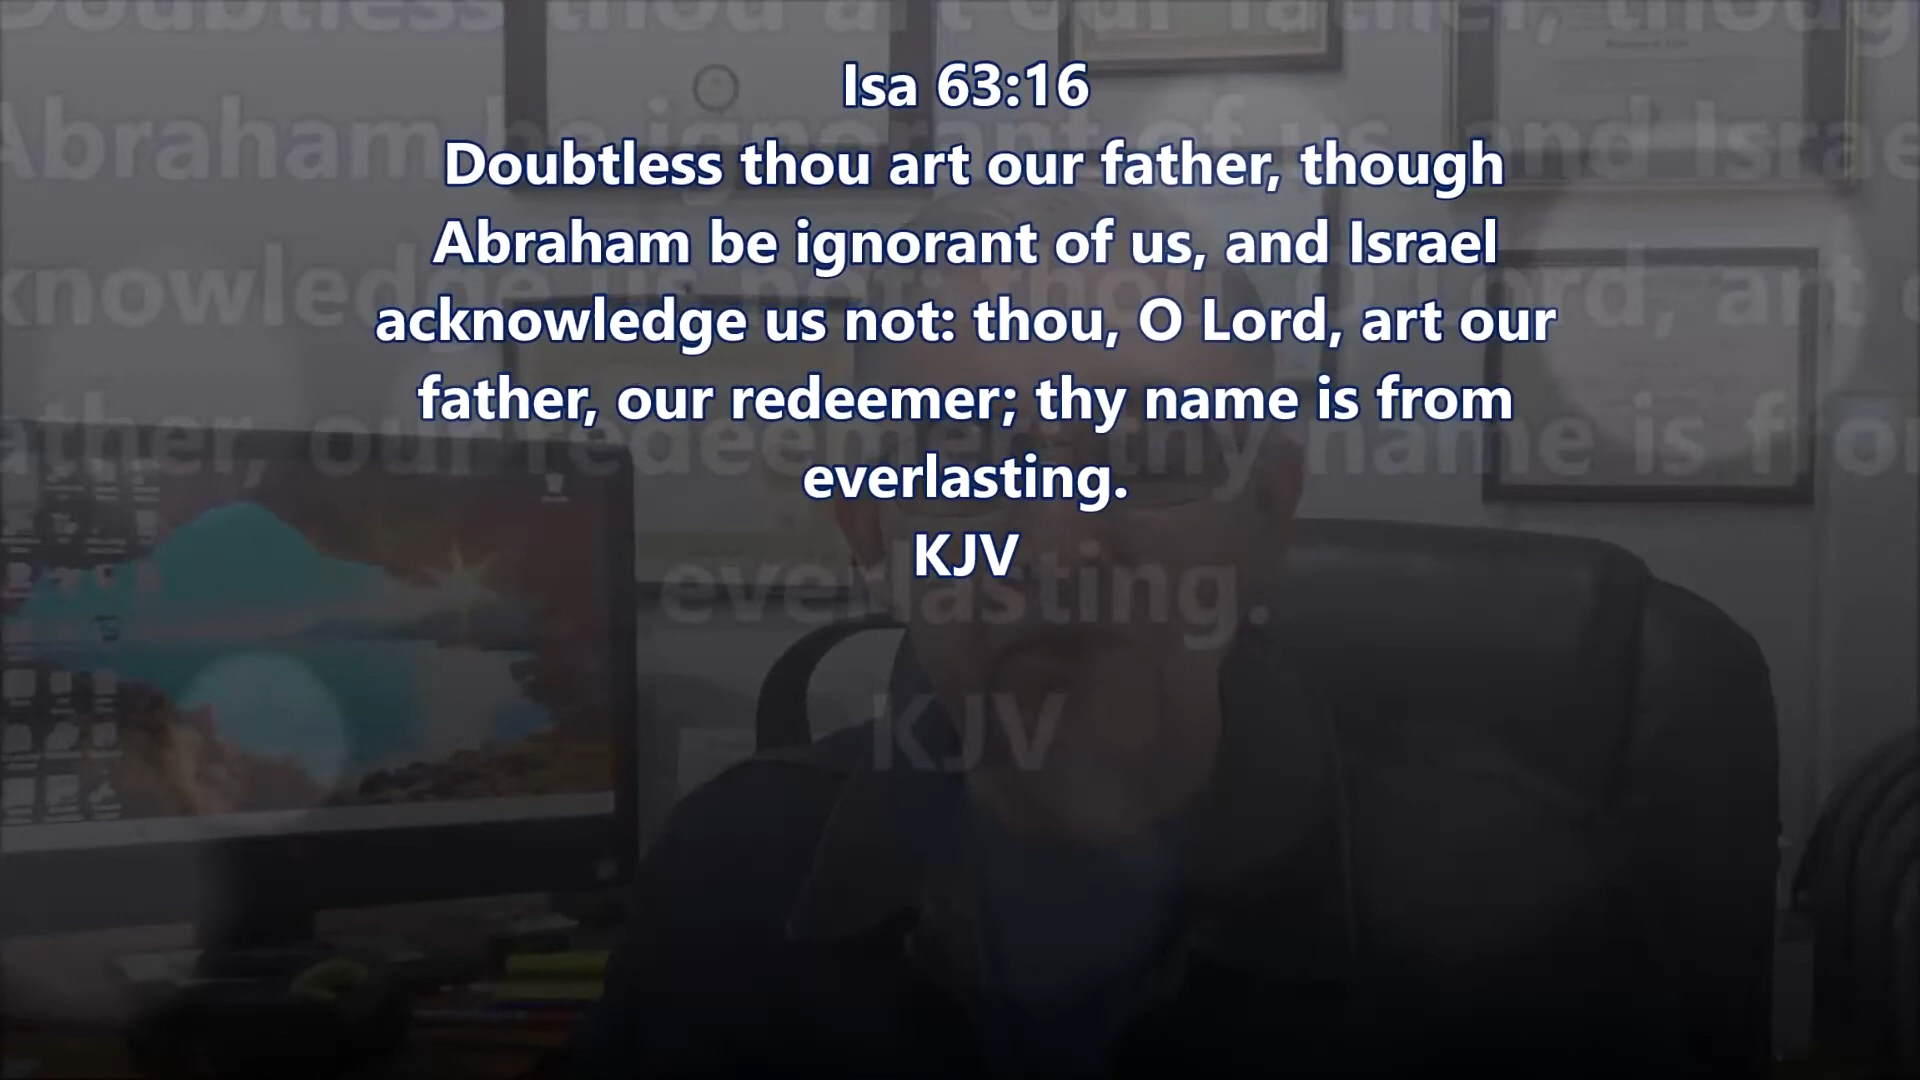 Isa 63:16
Doubtless thou art our father, though
Abraham be ignorant of us, and Israel
acknowledge us not: thou, O Lord, art our
father, our redeemer; thy name is from
everlasting.
KJV